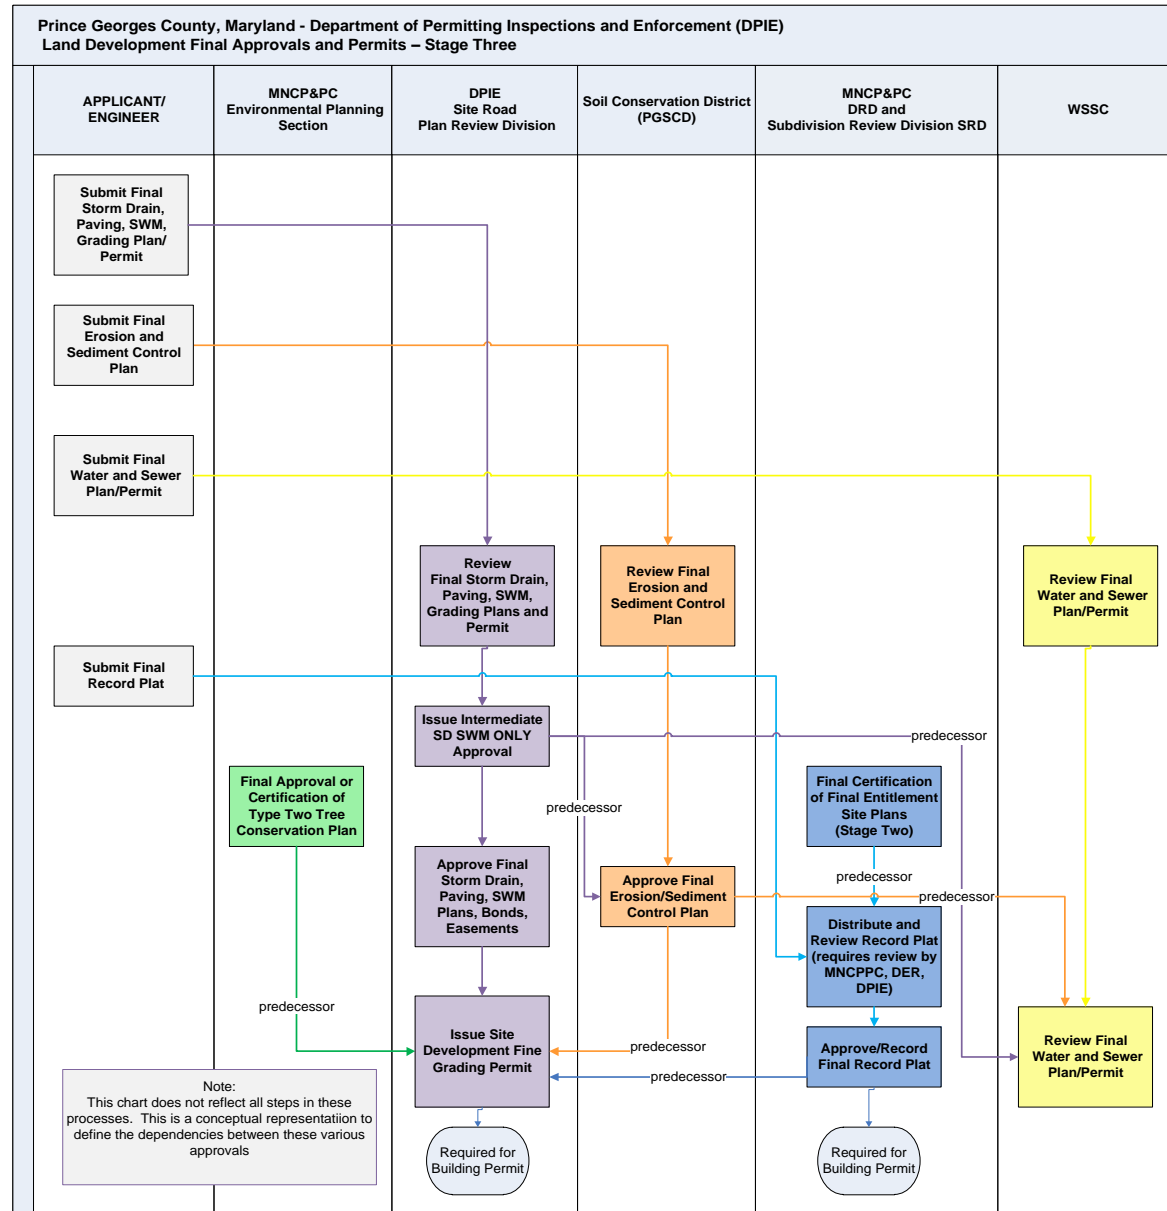 Prince Georges County, Maryland - Department of Permitting Inspections and Enforcement (DPIE)
Land Development Final Approvals and Permits – Stage Three
APPLICANT/
ENGINEER
MNCP&PC
Environmental Planning
Section
DPIE
Site Road
Plan Review Division
Soil Conservation District
(PGSCD)
MNCP&PC
DRD and
Subdivision Review Division SRD
WSSC
Submit Final
Storm Drain,
Paving, SWM,
Grading Plan/
Permit
Submit Final
Erosion and
Sediment Control
Plan
Submit Final
Water and Sewer
Plan/Permit
Review
Final Storm Drain,
Paving, SWM,
Grading Plans and
Permit
Review Final
Erosion and
Sediment Control
Plan
Review Final
Water and Sewer
Plan/Permit
Submit Final
Record Plat
Issue Intermediate
SD SWM ONLY
Approval
predecessor
Final Approval or
Certification of
Type Two Tree
Conservation Plan
predecessor
Final Certification
of Final Entitlement
Site Plans
(Stage Two)
Approve Final
Storm Drain,
Paving, SWM
Plans, Bonds,
Easements
Approve Final
Erosion/Sediment
Control Plan
predecessor
predecessor
Distribute and
Review Record Plat
(requires review by
MNCPPC, DER,
DPIE)
predecessor
Issue Site
Development Fine
Grading Permit
predecessor
Approve/Record
Final Record Plat
Review Final
Water and Sewer
Plan/Permit
predecessor
Note:
This chart does not reflect all steps in these
processes.  This is a conceptual representatiion to
define the dependencies between these various
approvals
Required for
Building Permit
Required for
Building Permit